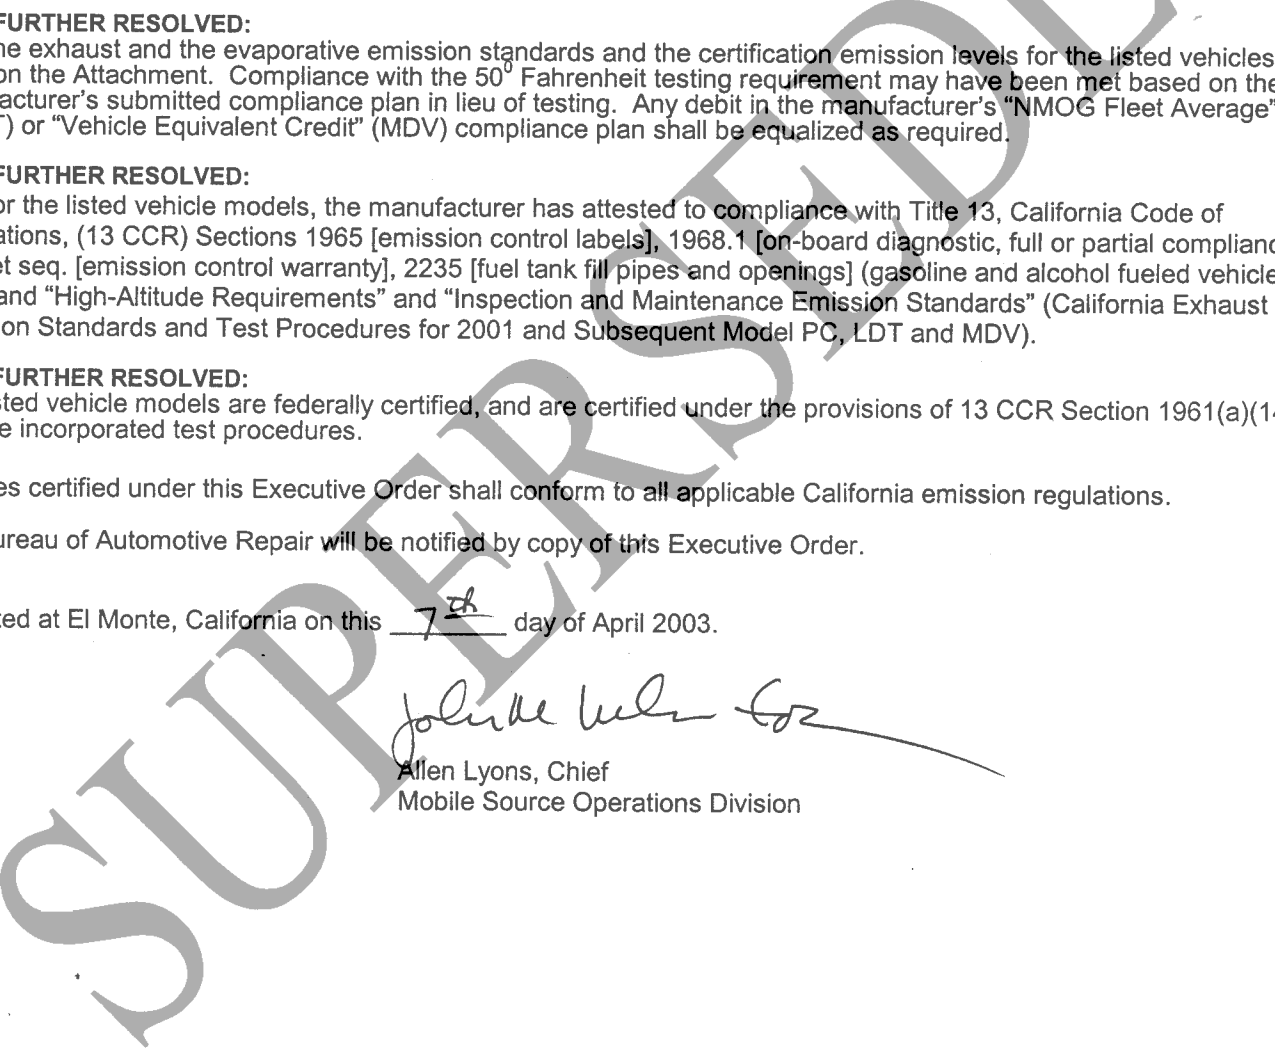 FURTHER RESOLVED:
he exhaust and the evaporative emission standards and the certification emission levels for the listed vehicles
on the Attachment. Compliance with the 50⁰ Fahrenheit testing requirement may have been met based on the
acturer's submitted compliance plan in lieu of testing. Any debit in the manufacturer's “NMOG Fleet Average”
T) or “Vehicle Equivalent Credit” (MDV) compliance plan shall be equalized as required.
FURTHER RESOLVED:
or the listed vehicle models, the manufacturer has attested to compliance with Title 13, California Code of
ations, (13 CCR) Sections 1965 [emission control labels], 1968.1 [on-board diagnostic, full or partial complianc
et seq. [emission control warranty], 2235 [fuel tank fill pipes and openings] (gasoline and alcohol fueled vehicle
and “High-Altitude Requirements” and “Inspection and Maintenance Emission Standards” (California Exhaust
on Standards and Test Procedures for 2001 and Subsequent Model PC, LDT and MDV).
FURTHER RESOLVED:
sted vehicle models are federally certified, and are certified under the provisions of 13 CCR Section 1961(a)(14
e incorporated test procedures.
es certified under this Executive Order shall conform to all applicable California emission regulations.
ureau of Automotive Repair will be notified by copy of this Executive Order.
ted at El Monte, California on this 7th day of April 2003.
for
Allen Lyons, Chief
Mobile Source Operations Division
SUPERSEDE